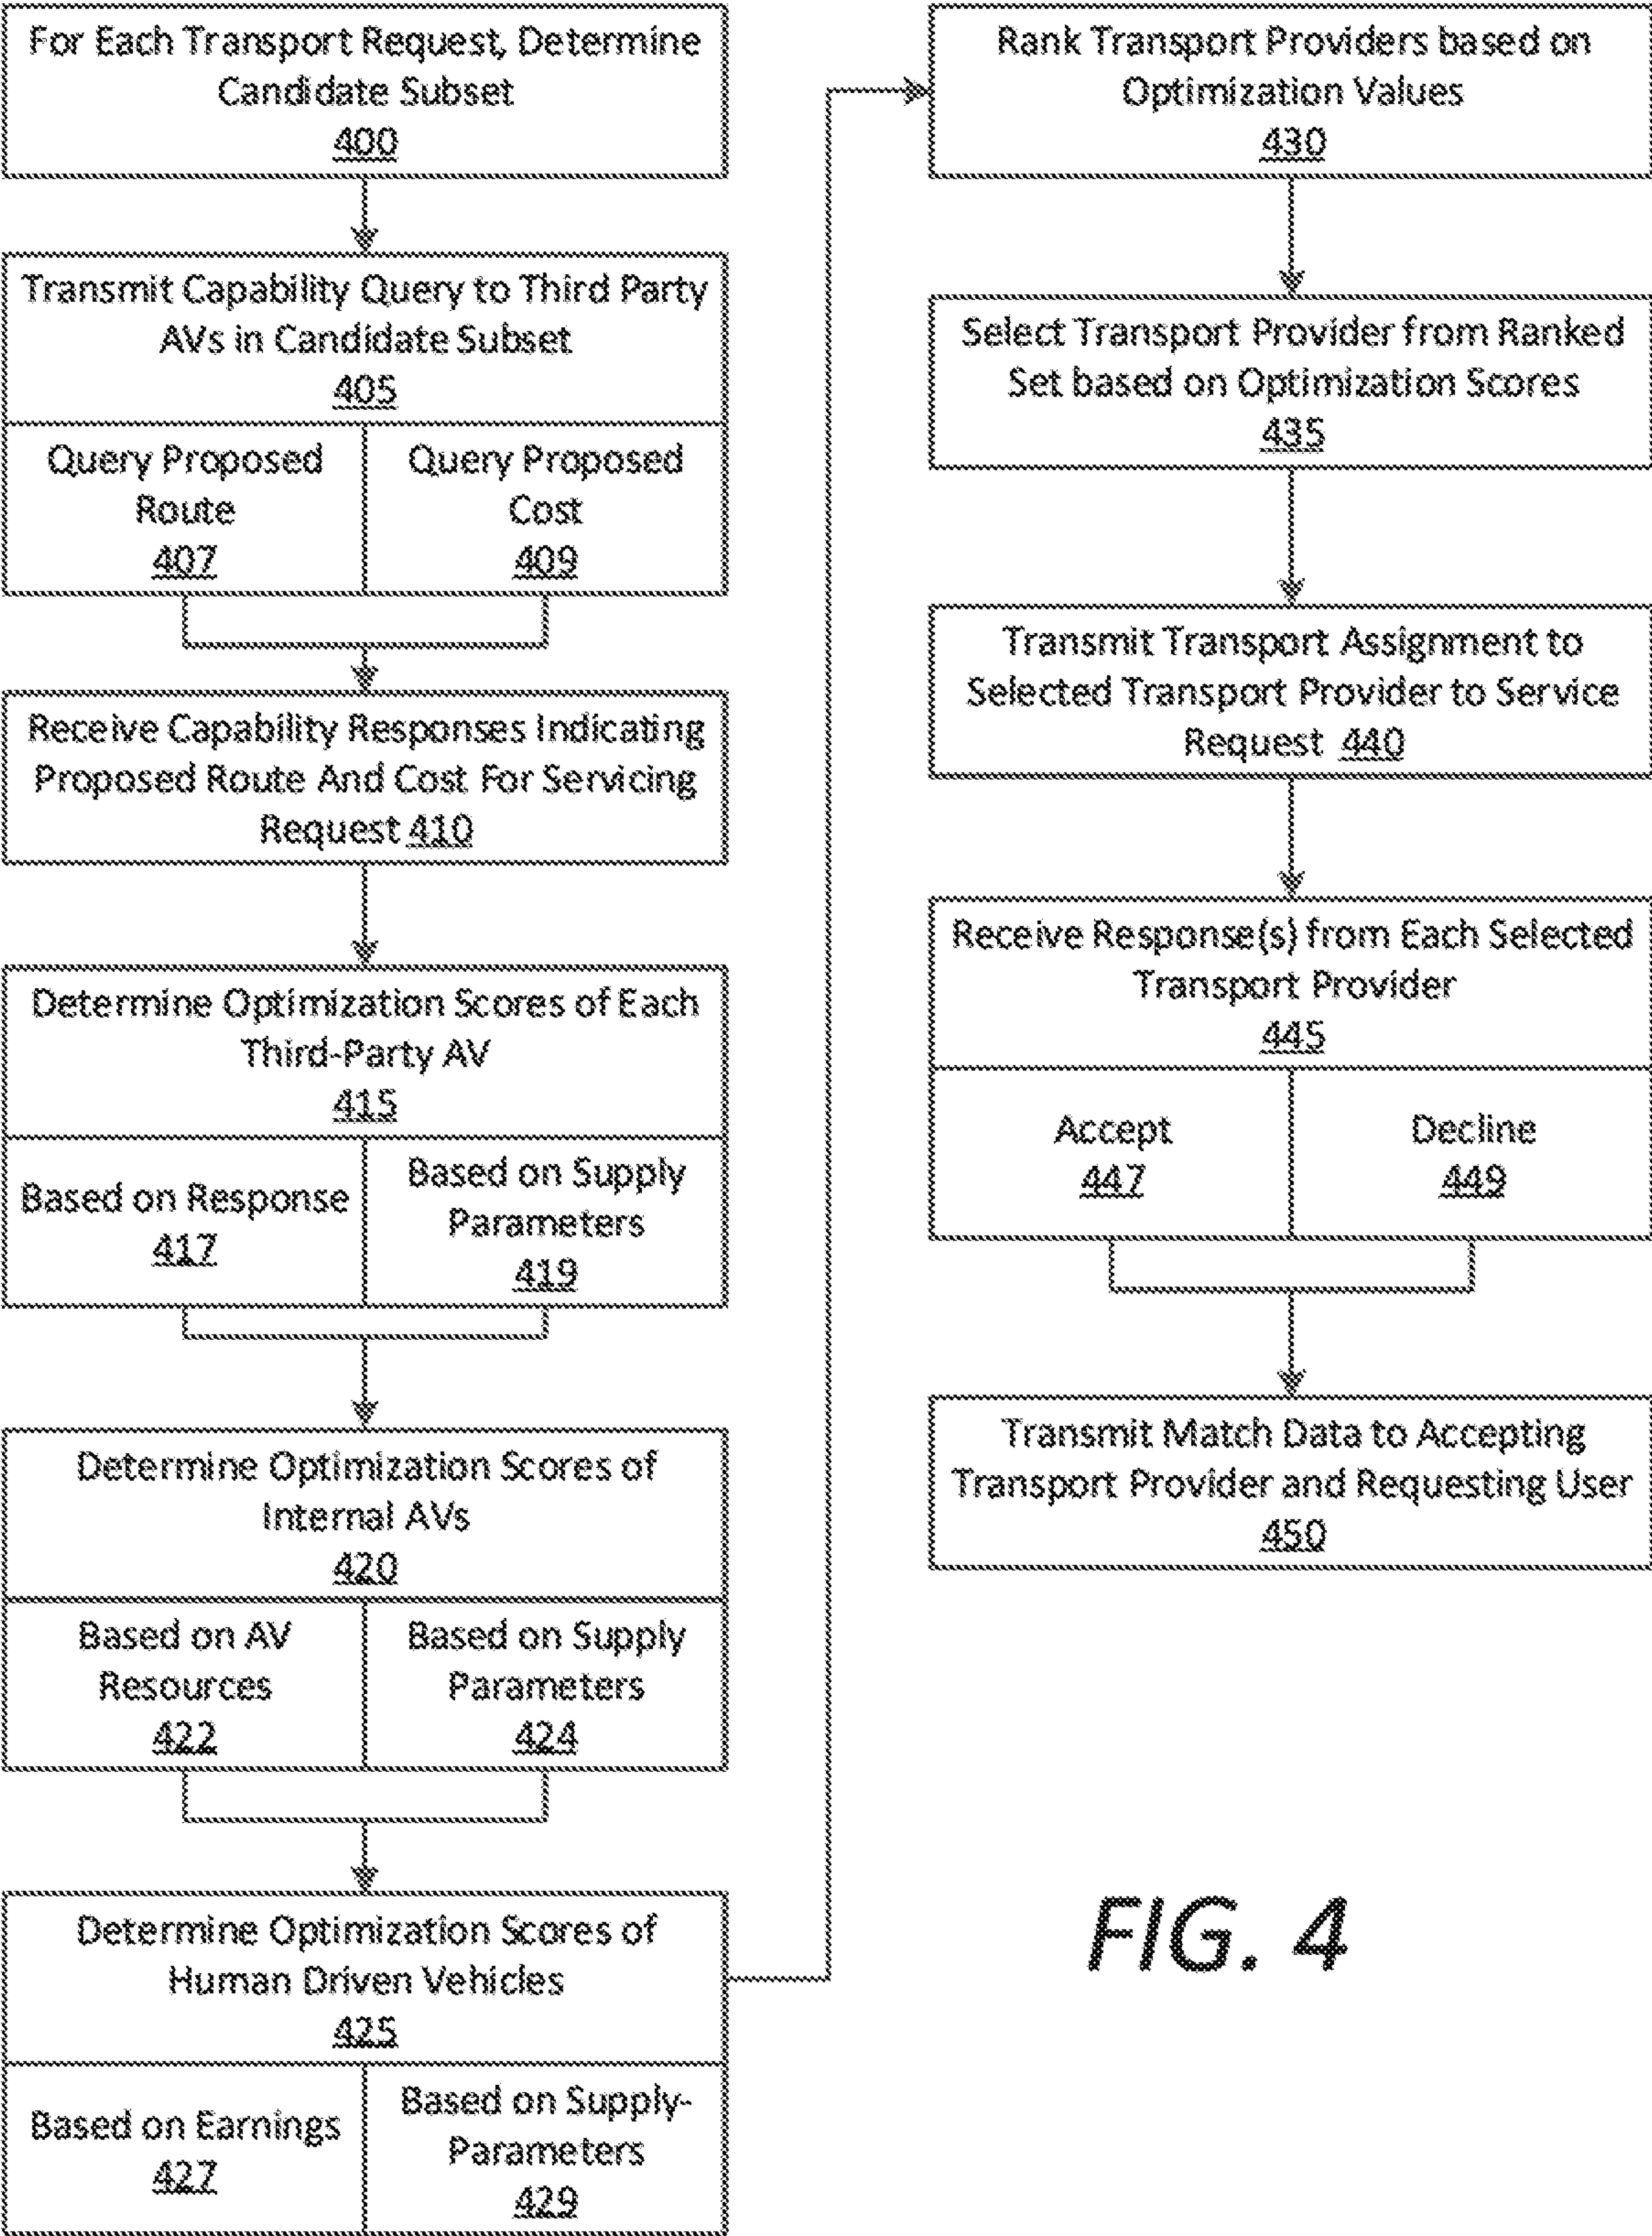 For Each Transport Request, Determine
Candidate Subset
400
Transmit Capability Query to Third Party
AVs in Candidate Subset
405
Query Proposed
Route
407
Query Proposed
Cost
409
Receive Capability Responses Indicating
Proposed Route And Cost For Servicing
Request 410
Determine Optimization Scores of Each
Third-Party AV
415
Based on Response
417
Based on Supply
Parameters
419
Determine Optimization Scores of
Internal AVs
420
Based on AV
Resources
422
Based on Supply
Parameters
424
Determine Optimization Scores of
Human Driven Vehicles
425
Based on Earnings
427
Based on Supply-
Parameters
429
Rank Transport Providers based on
Optimization Values
430
Select Transport Provider from Ranked
Set based on Optimization Scores
435
Transmit Transport Assignment to
Selected Transport Provider to Service
Request 440
Receive Response(s) from Each Selected
Transport Provider
445
Accept
447
Decline
449
Transmit Match Data to Accepting
Transport Provider and Requesting User
450
FIG. 4